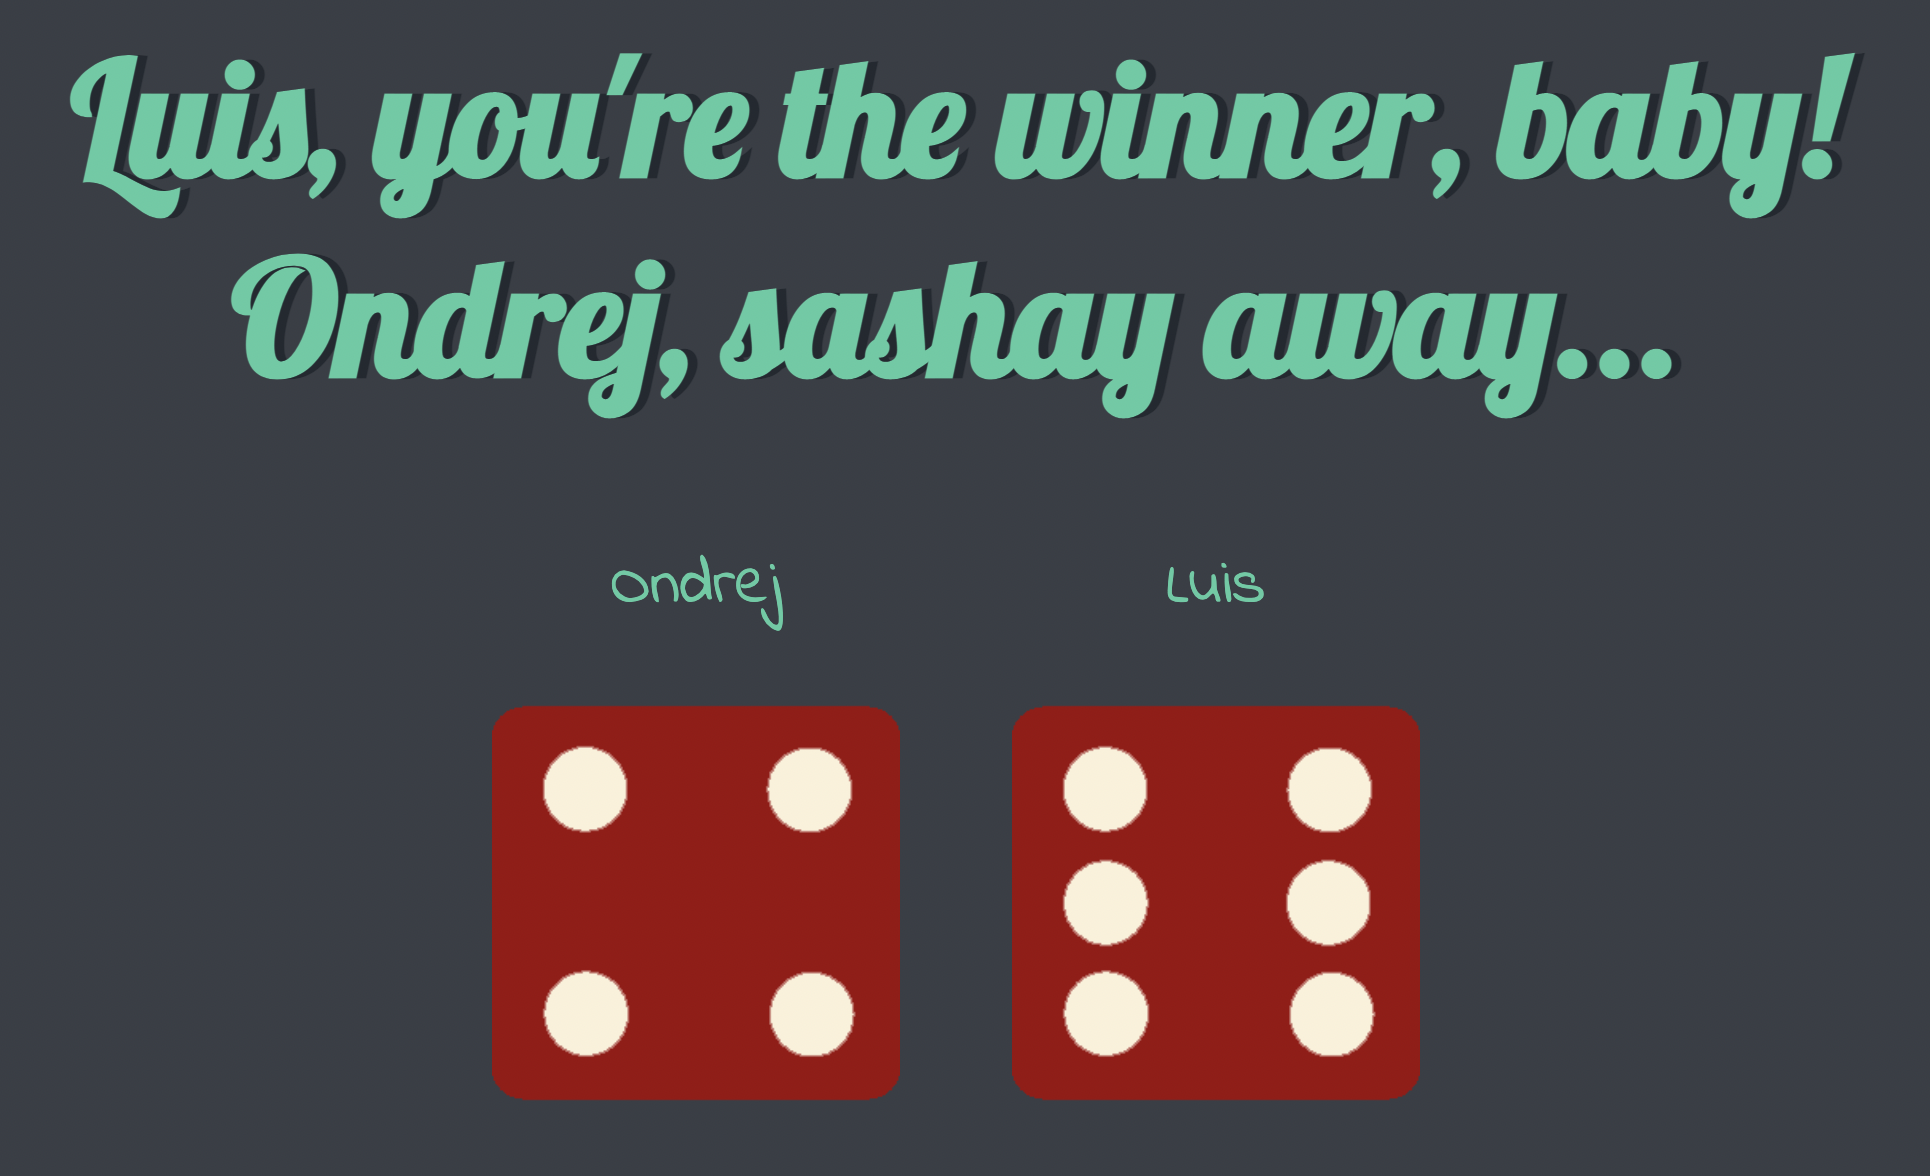 Luis, you're the winner, baby!
Ondrej, sashay away...
Ondrej
Luis